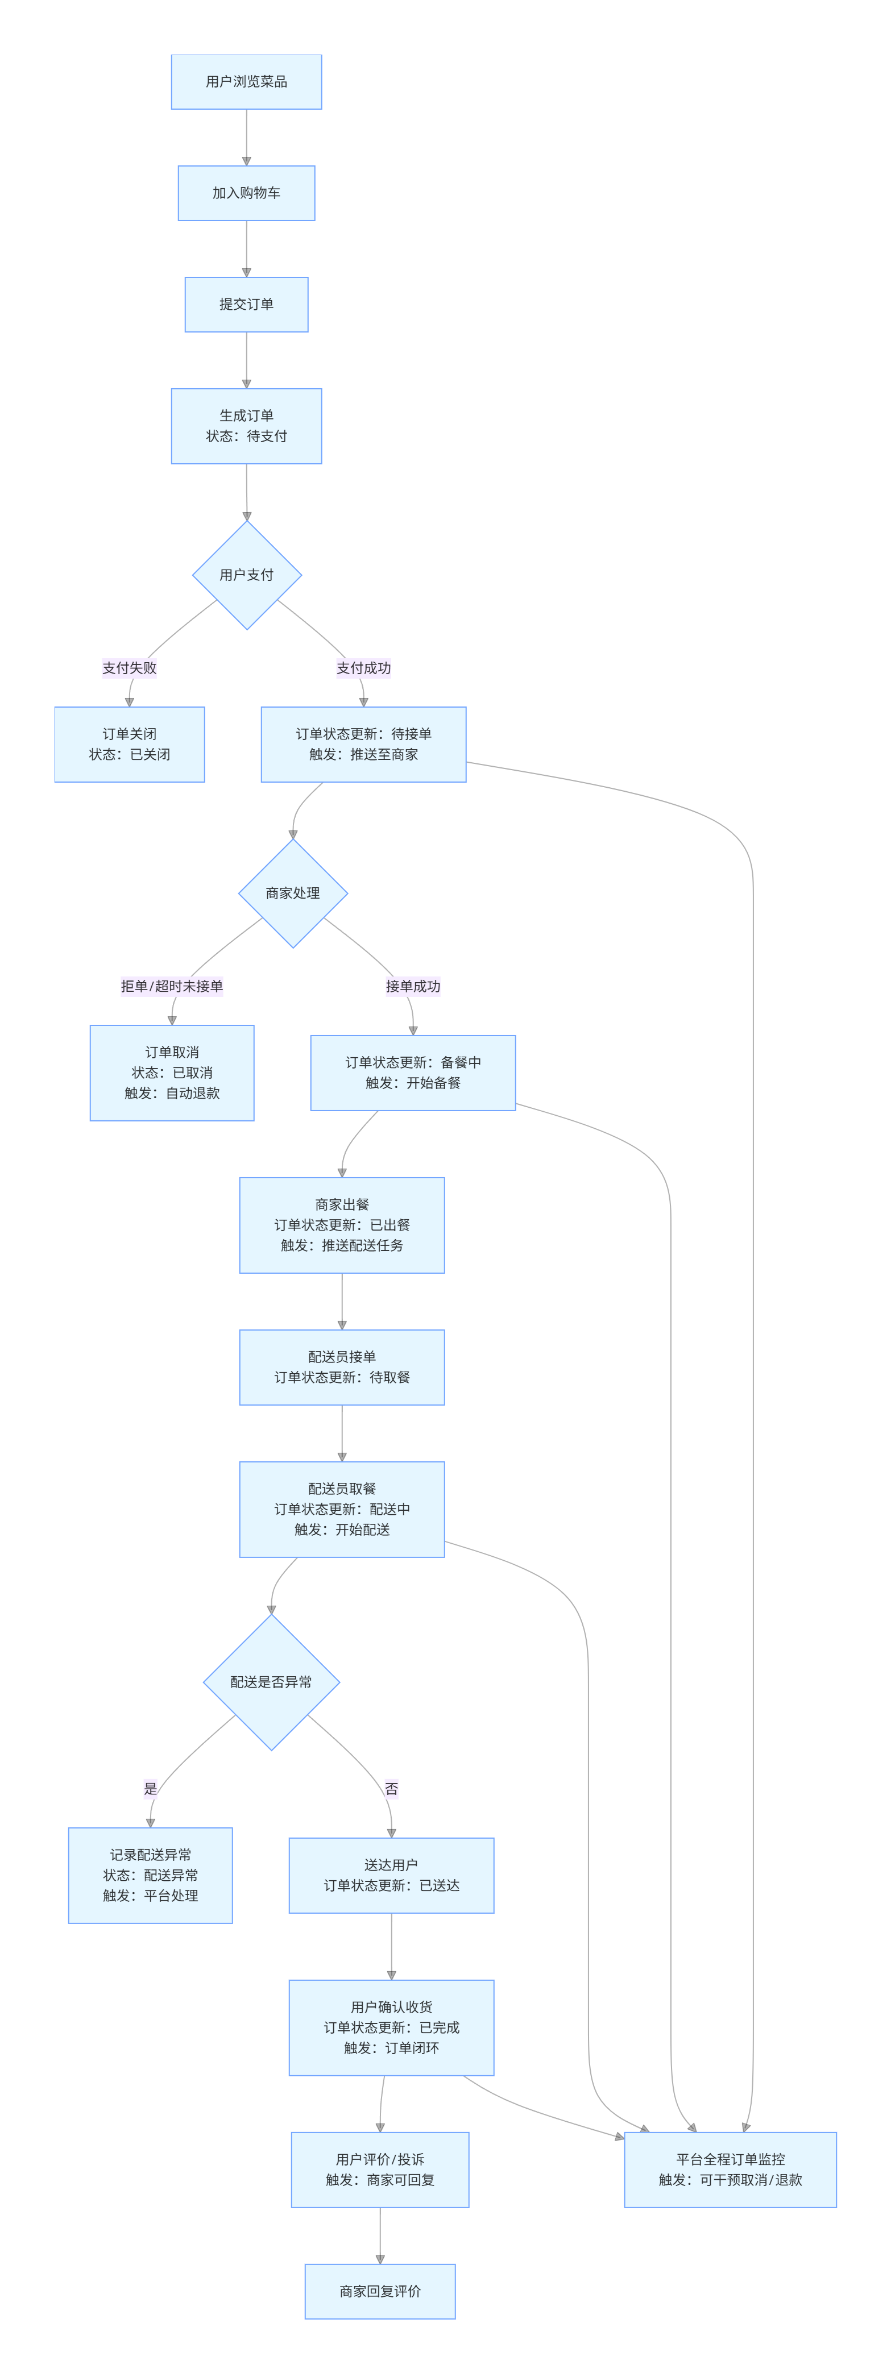 用户浏览菜品
加入购物车
提交订单
生成订单
状态：待支付
用户支付
支付失败
支付成功
订单关闭
状态：已关闭
订单状态更新：待接单
触发：推送至商家
商家处理
拒单/超时未接单
接单成功
订单取消
状态：已取消
触发：自动退款
订单状态更新：备餐中
触发：开始备餐
商家出餐
订单状态更新：已出餐
触发：推送配送任务
配送员接单
订单状态更新：待取餐
配送员取餐
订单状态更新：配送中
触发：开始配送
配送是否异常
是
否
记录配送异常
状态：配送异常
触发：平台处理
送达用户
订单状态更新：已送达
用户确认收货
订单状态更新：已完成
触发：订单闭环
用户评价/投诉
触发：商家可回复
平台全程订单监控
触发：可干预取消/退款
商家回复评价